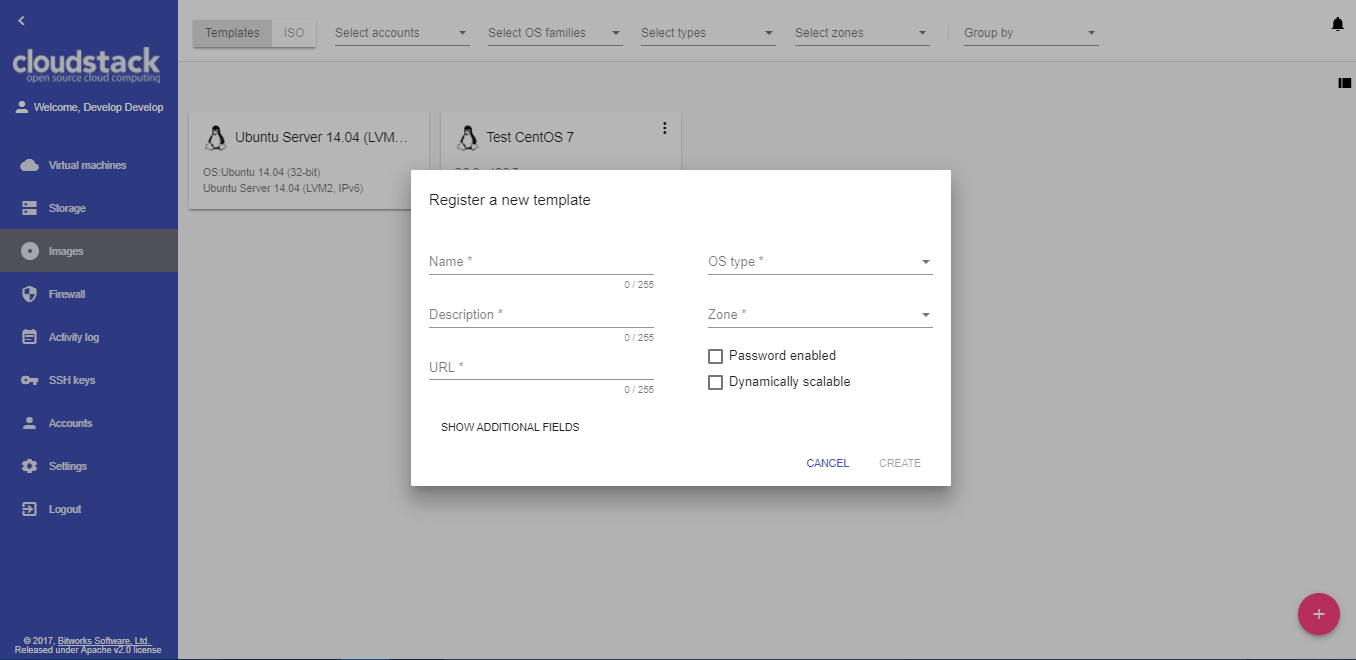 cloudstack
open source cloud computing
Welcome, Develop Develop
Virtual machines
Storage
Images
Firewall
Activity log
SSH keys
Accounts
Settings
Logout
© 2017, Bitworks Software, Ltd.
Released under Apache v2.0 license
Templates ISO Select accounts Select OS families Select types Select zones Group by
Ubuntu Server 14.04 (LVM...
OS:Ubuntu 14.04 (32-bit)
Ubuntu Server 14.04 (LVM2, IPv6)
Test CentOS 7
Register a new template
Name * OS type *
0 / 255
Description * Zone *
0 / 255
Password enabled
URL *
Dynamically scalable
0 / 255
SHOW ADDITIONAL FIELDS
CANCEL CREATE